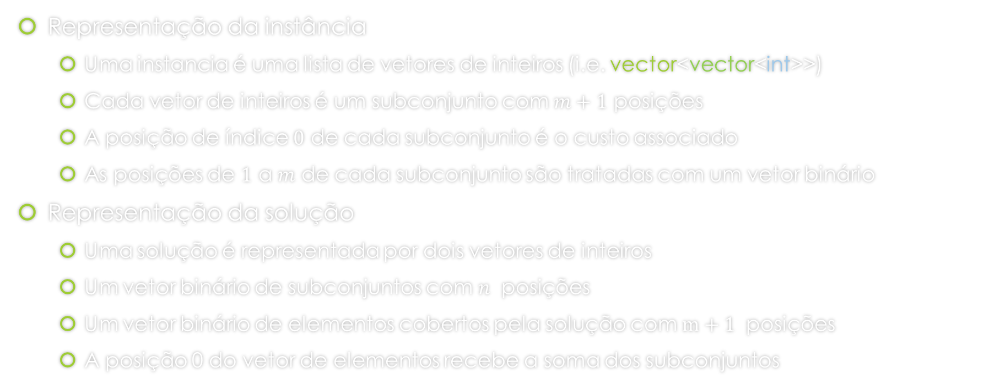 Representação da instância
Uma instancia é uma lista de vetores de inteiros (i.e. vector<vector<int>>)
Cada vetor de inteiros é um subconjunto com m + 1 posições
A posição de índice 0 de cada subconjunto é o custo associado
As posições de 1 a m de cada subconjunto são tratadas com um vetor binário
Representação da solução
Uma solução é representada por dois vetores de inteiros
Um vetor binário de subconjuntos com n posições
Um vetor binário de elementos cobertos pela solução com m + 1 posições
A posição 0 do vetor de elementos recebe a soma dos subconjuntos